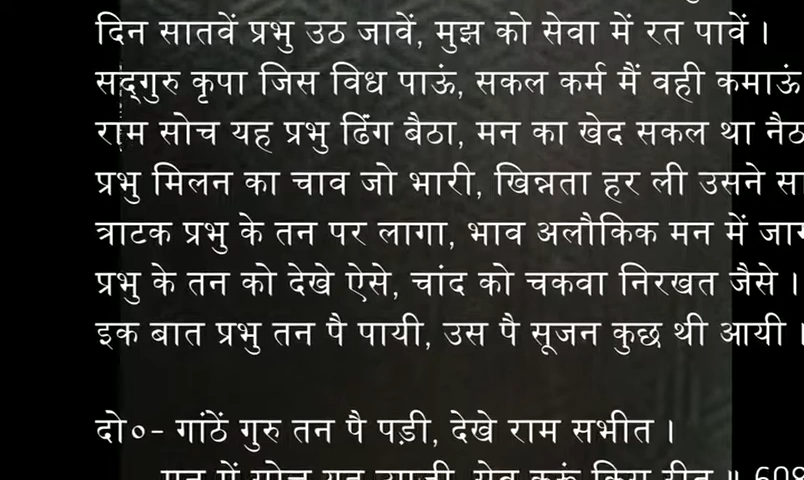 दिन सातवें प्रभु उठ जावें, मुझ को सेवा में रत पावें ।
सद्गुरु कृपा जिस विध पाऊं, सकल कर्म मैं वही कमाऊं
राम सोच यह प्रभु ढिंग बैठा, मन का खेद सकल था
प्रभु मिलन का चाव जो भारी, खिन्नता हर ली उसने
त्राटक प्रभु के तन पर लागा, भाव अलौकिक मन में
प्रभु के तन को देखे ऐसे, चांद को चकवा निरखत जैसे ।
इक बात प्रभु तन पै पायी, उस पै सूजन कुछ थी आयी ।
दो०- गांठें गुरु तन पै पड़ी, देखे राम सभीत ।